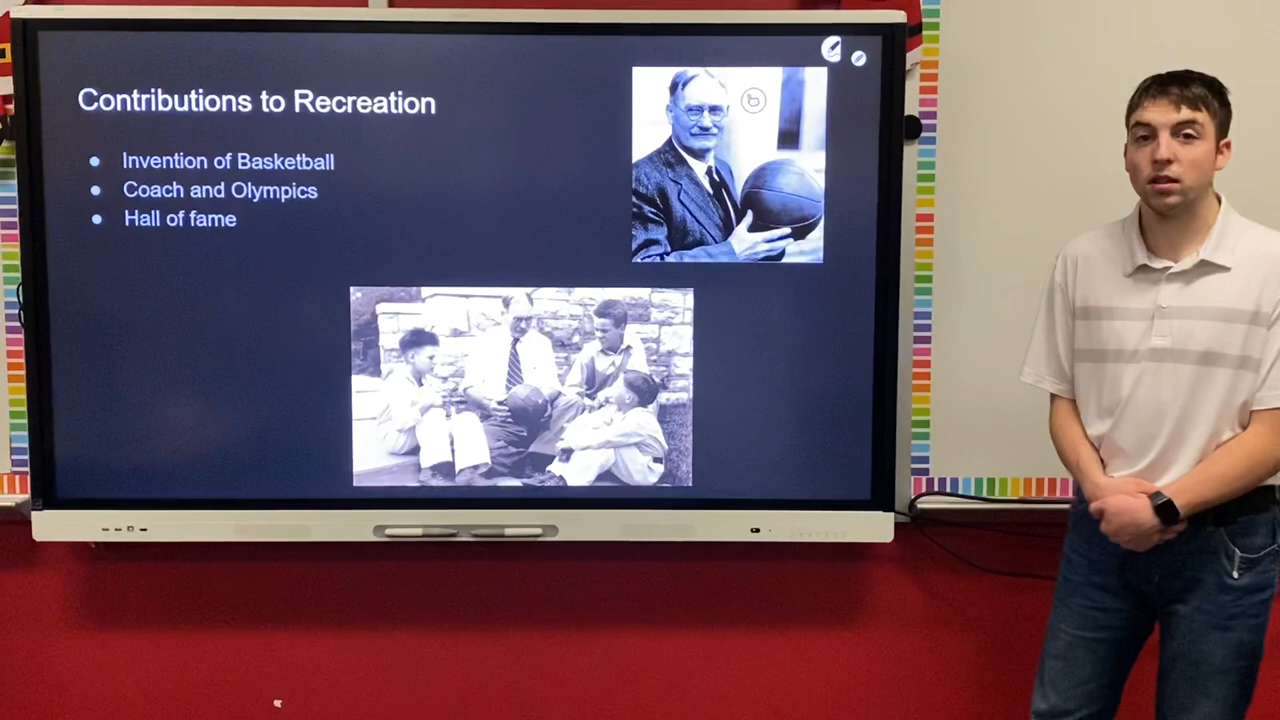 Contributions to Recreation
Invention of Basketball
Coach and Olympics
Hall of fame